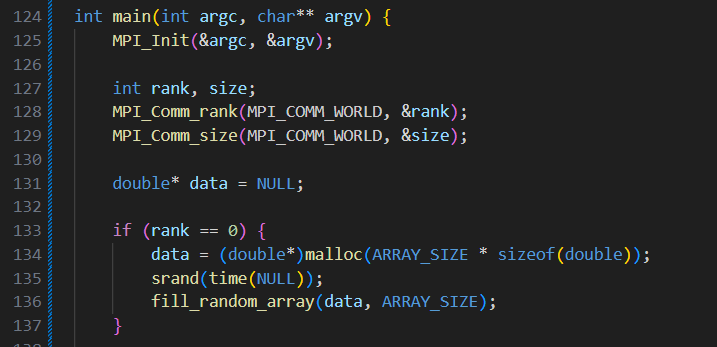 124 int main(int argc, char** argv) {
125     MPI_Init(&argc, &argv);
126
127     int rank, size;
128     MPI_Comm_rank(MPI_COMM_WORLD, &rank);
129     MPI_Comm_size(MPI_COMM_WORLD, &size);
130
131     double* data = NULL;
132
133     if (rank == 0) {
134         data = (double*)malloc(ARRAY_SIZE * sizeof(double));
135         srand(time(NULL));
136         fill_random_array(data, ARRAY_SIZE);
137     }